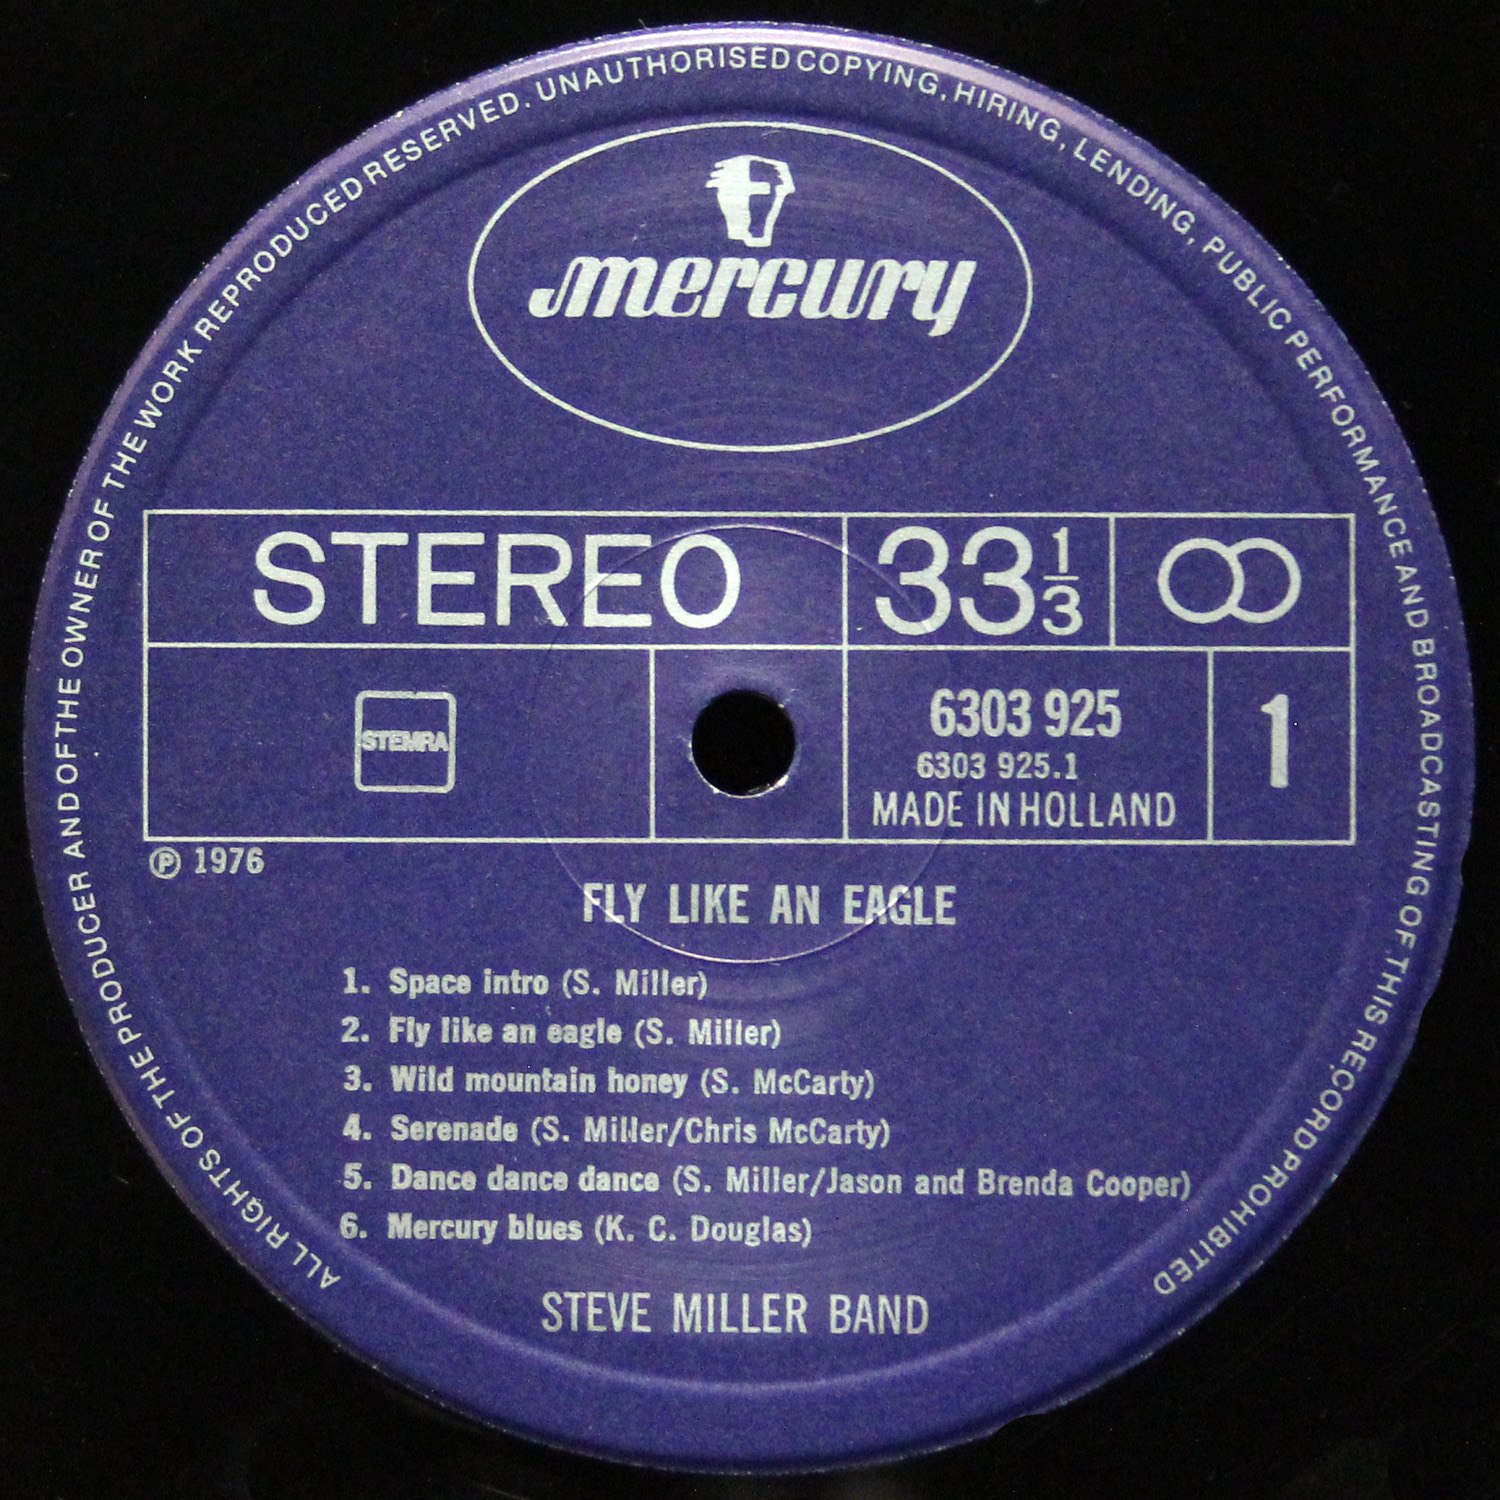 ALL RIGHTS OF THE PRODUCER AND OF THE OWNER OF THE WORK REPRODUCED RESERVED. UNAUTHORISED COPYING, HIRING, LENDING, PUBLIC PERFORMANCE AND BROADCASTING OF THIS RECORD PROHIBITED
mercury
STEREO 33 1/3
STEMRA
6303 925
6303 925.1
MADE IN HOLLAND
1
℗ 1976
FLY LIKE AN EAGLE
1. Space intro (S. Miller)
2. Fly like an eagle (S. Miller)
3. Wild mountain honey (S. McCarty)
4. Serenade (S. Miller/Chris McCarty)
5. Dance dance dance (S. Miller/Jason and Brenda Cooper)
6. Mercury blues (K. C. Douglas)
STEVE MILLER BAND